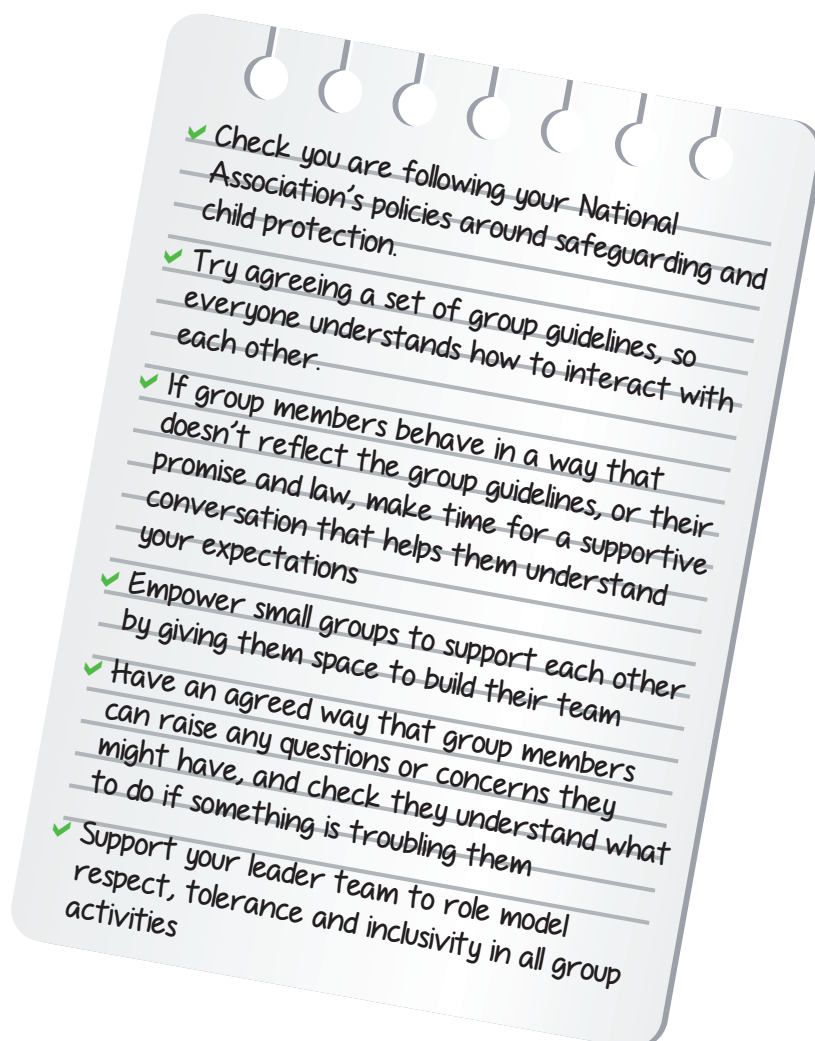 Check you are following your National
Association's policies around safeguarding and
child protection.
Try agreeing a set of group guidelines, so
everyone understands how to interact with
each other.
If group members behave in a way that
doesn't reflect the group guidelines, or their
promise and law, make time for a supportive
conversation that helps them understand
your expectations
Empower small groups to support each other
by giving them space to build their team
Have an agreed way that group members
can raise any questions or concerns they
might have, and check they understand what
to do if something is troubling them
Support your leader team to role model
respect, tolerance and inclusivity in all group
activities